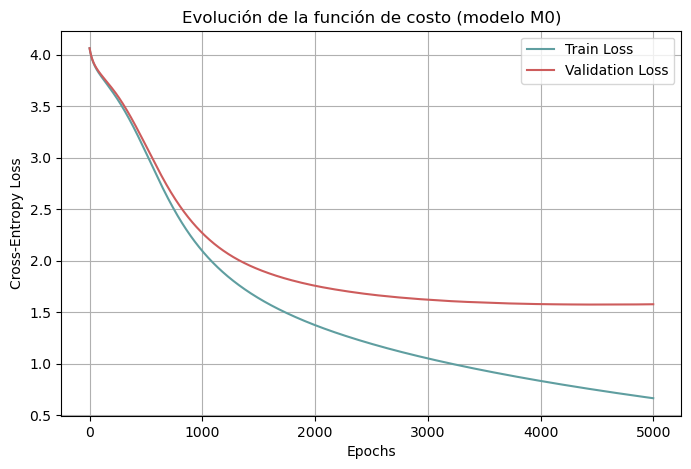 Evolución de la función de costo (modelo M0)
Train Loss
Validation Loss
Cross-Entropy Loss
4.0
3.5
3.0
2.5
2.0
1.5
1.0
0.5
0 1000 2000 3000 4000 5000
Epochs